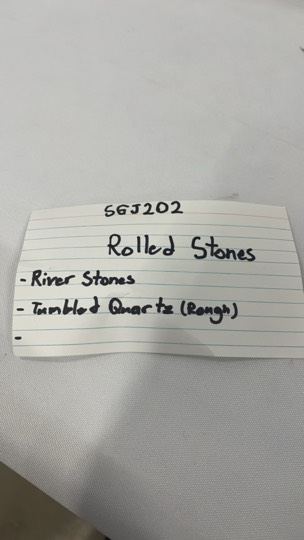 SGJ202
Rolled Stones
- River Stones
- Tumbled Quartz (Rough)
-